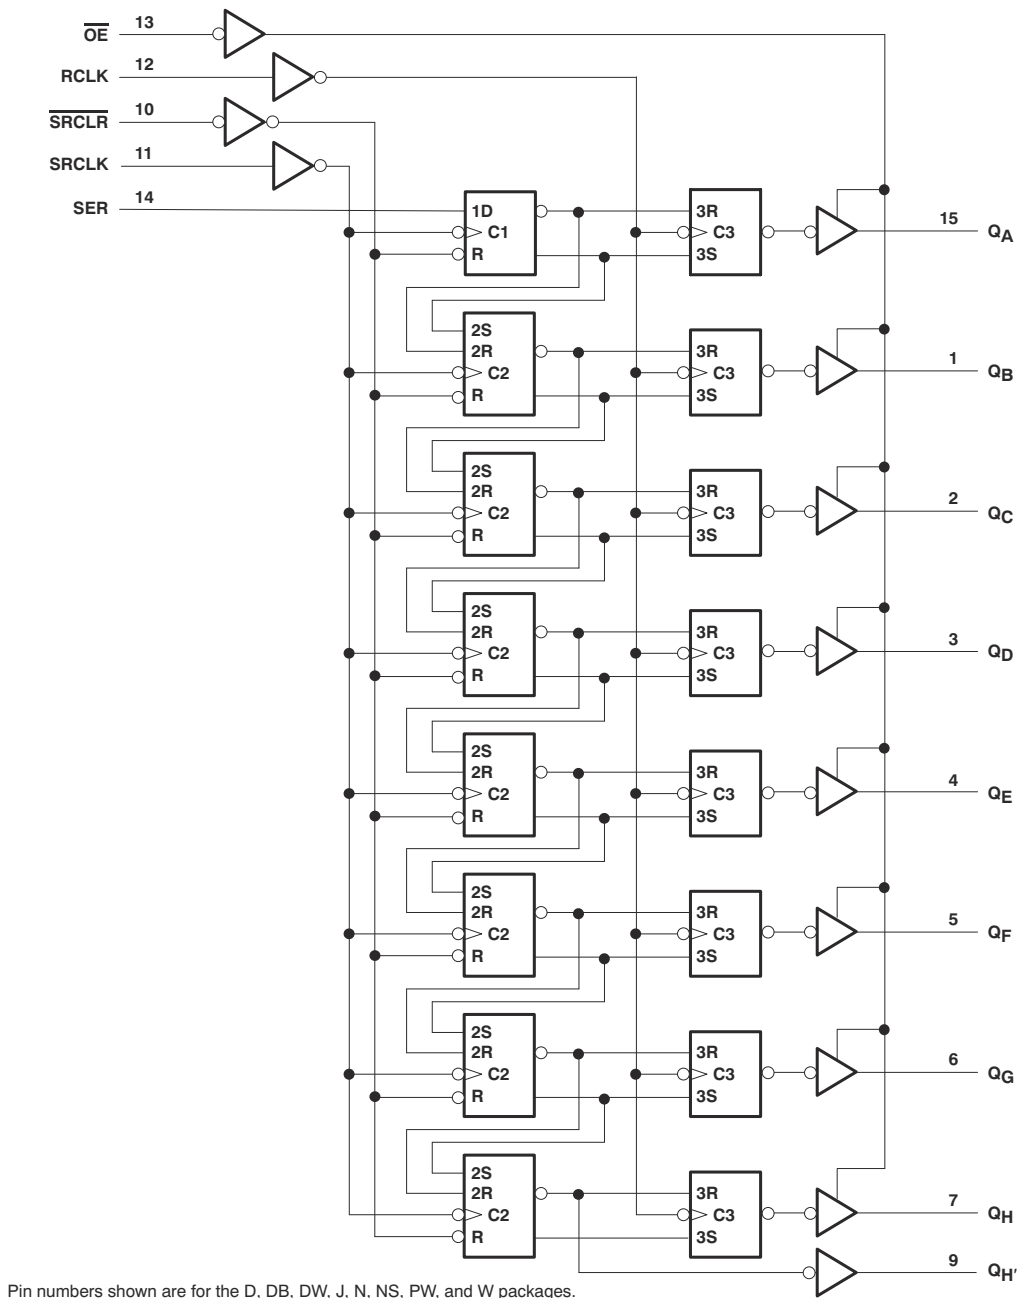 OE 13
RCLK 12
SRCLR 10
SRCLK 11
SER 14
1D
C1
R
3R
C3
3S
15 QA
2S
2R
C2
R
3R
C3
3S
1 QB
2S
2R
C2
R
3R
C3
3S
2 QC
2S
2R
C2
R
3R
C3
3S
3 QD
2S
2R
C2
R
3R
C3
3S
4 QE
2S
2R
C2
R
3R
C3
3S
5 QF
2S
2R
C2
R
3R
C3
3S
6 QG
2S
2R
C2
R
3R
C3
3S
7 QH
9 QH'
Pin numbers shown are for the D, DB, DW, J, N, NS, PW, and W packages.